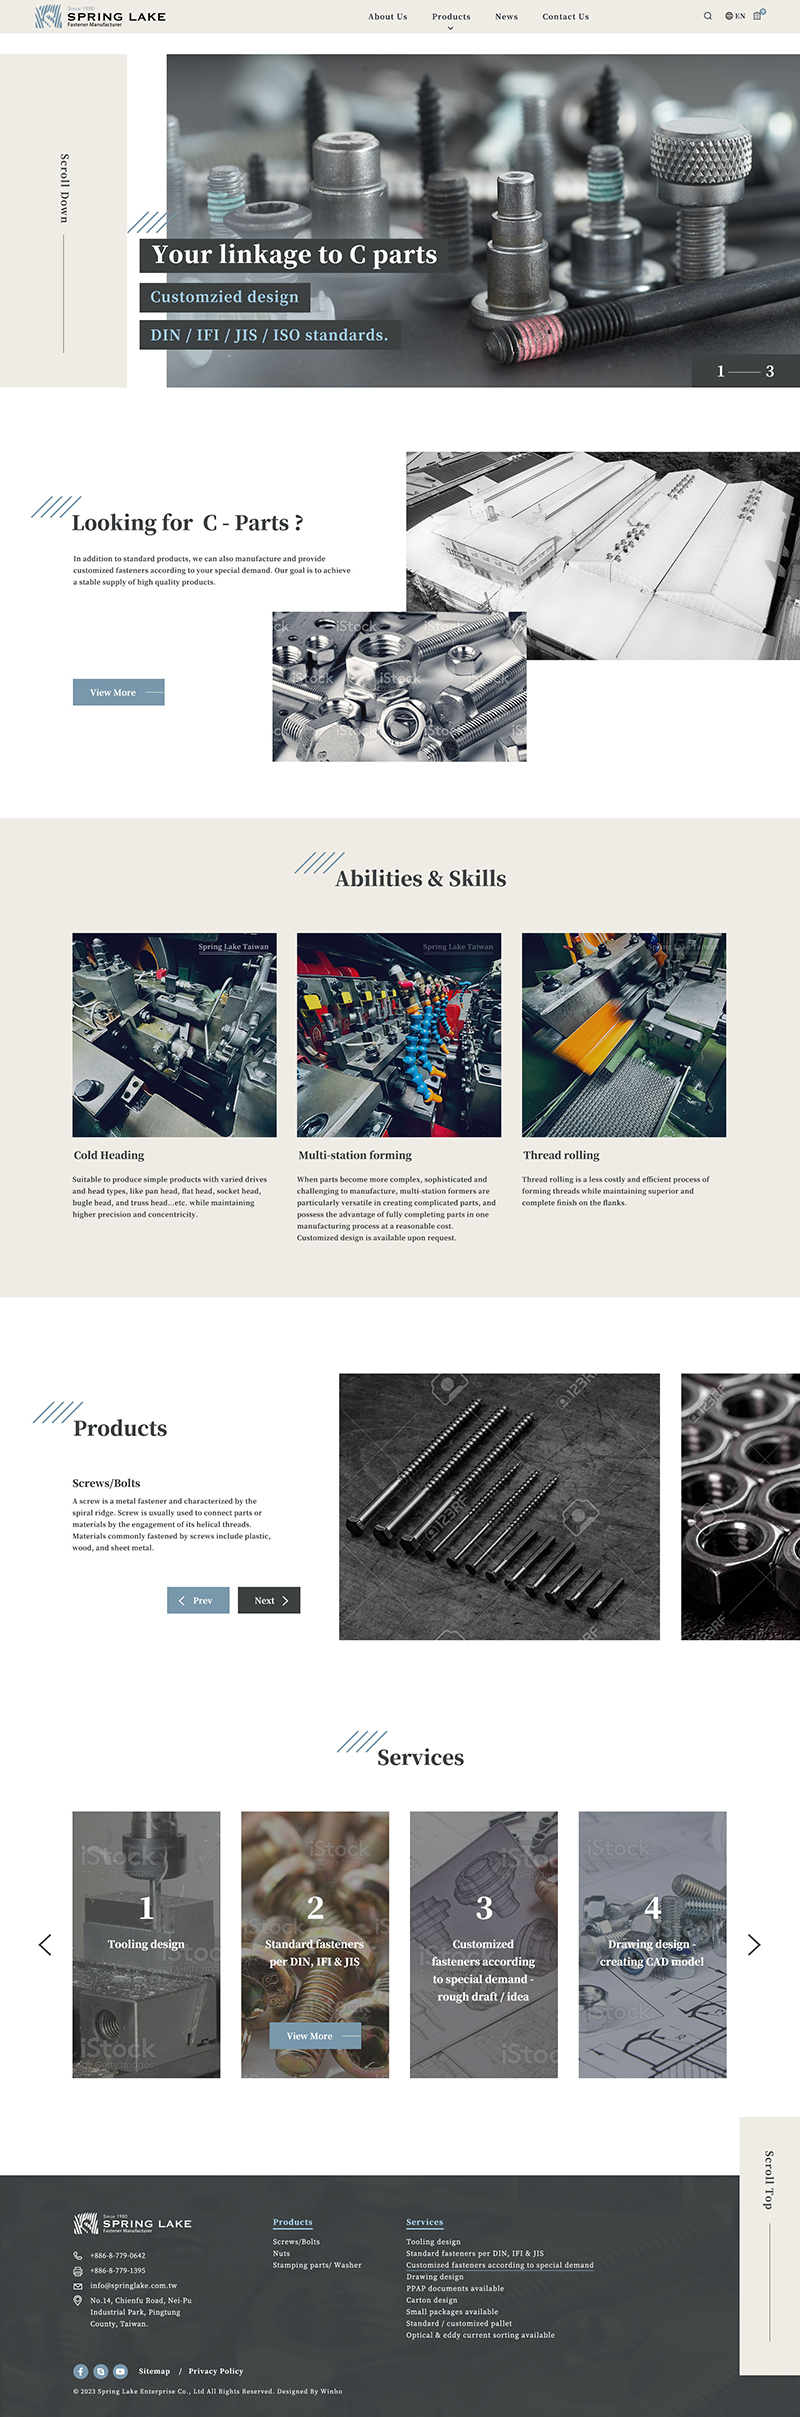 Since 1980
SPRING LAKE
Fastener Manufacturer
About Us
Products
News
Contact Us
EN
Scroll Down
Your linkage to C parts
Customzied design
DIN / IFI / JIS / ISO standards.
1
3
Looking for C - Parts ?
In addition to standard products, we can also manufacture and provide
customized fasteners according to your special demand. Our goal is to achieve
a stable supply of high quality products.
iStock
View More
Abilities & Skills
Spring Lake Taiwan
Spring Lake Taiwan
Spring Lake Taiwan
Cold Heading
Suitable to produce simple products with varied drives
and head types, like pan head, flat head, socket head,
bugle head, and truss head...etc. while maintaining
higher precision and concentricity.
Multi-station forming
When parts become more complex, sophisticated and
challenging to manufacture, multi-station formers are
particularly versatile in creating complicated parts, and
possess the advantage of fully completing parts in one
manufacturing process at a reasonable cost.
Customized design is available upon request.
Thread rolling
Thread rolling is a less costly and efficient process of
forming threads while maintaining superior and
complete finish on the flanks.
Products
Screws/Bolts
A screw is a metal fastener and characterized by the
spiral ridge. Screw is usually used to connect parts or
materials by the engagement of its helical threads.
Materials commonly fastened by screws include plastic,
wood, and sheet metal.
Prev
Next
123RF
Services
iStock
by Getty Images
1
Tooling design
2
Standard fasteners
per DIN, IFI & JIS
View More
3
Customized
fasteners according
to special demand -
rough draft / idea
4
Drawing design -
creating CAD model
Scroll Top
Since 1980
SPRING LAKE
Fastener Manufacturer
+886-8-779-0642
+886-8-779-1395
info@springlake.com.tw
No.14, Chienfu Road, Nei-Pu
Industrial Park, Pingtung
County, Taiwan.
Products
Screws/Bolts
Nuts
Stamping parts/ Washer
Services
Tooling design
Standard fasteners per DIN, IFI & JIS
Customized fasteners according to special demand
Drawing design
PPAP documents available
Carton design
Small packages available
Standard / customized pallet
Optical & eddy current sorting available
Sitemap / Privacy Policy
© 2023 Spring Lake Enterprise Co., Ltd All Rights Reserved. Designed By Winho